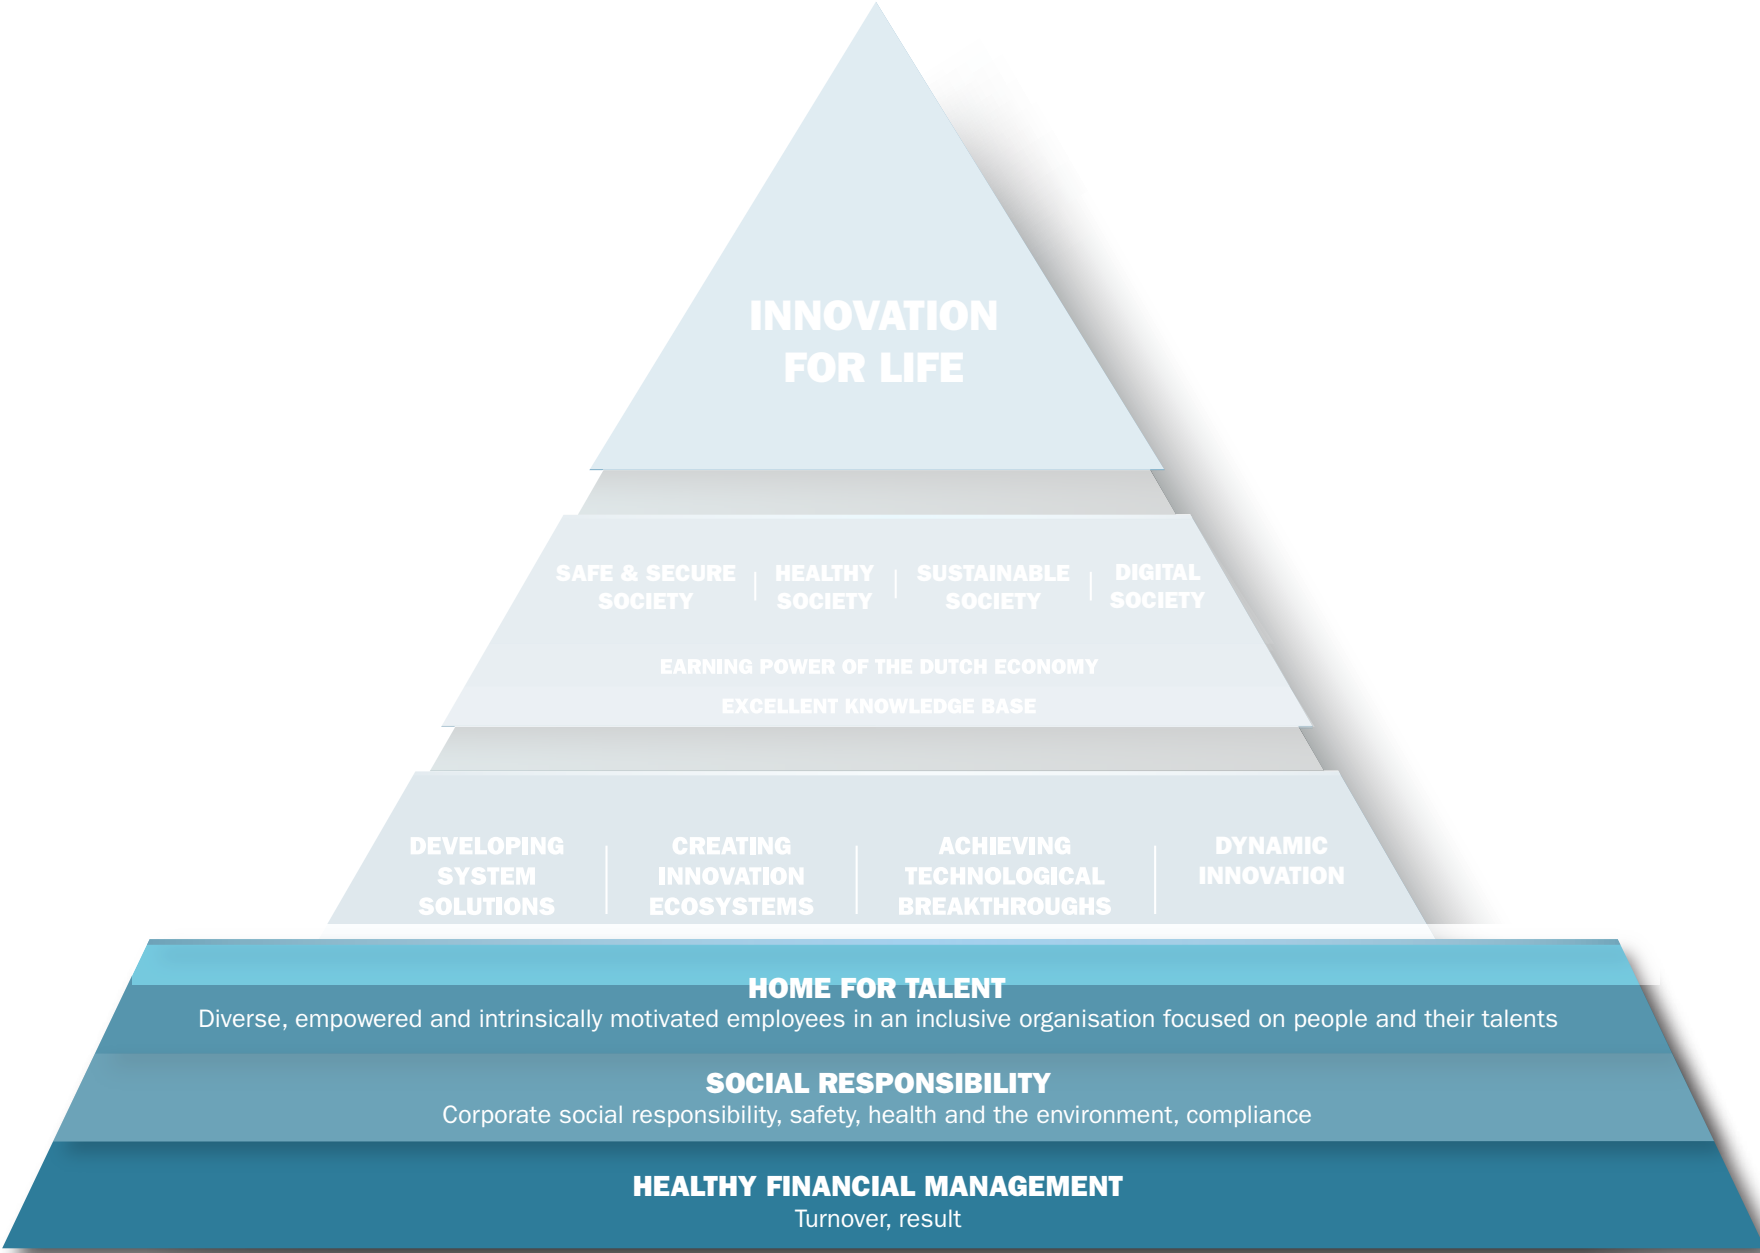 INNOVATION
FOR LIFE
SAFE & SECURE
SOCIETY
HEALTHY
SOCIETY
SUSTAINABLE
SOCIETY
DIGITAL
SOCIETY
EARNING POWER OF THE DUTCH ECONOMY
EXCELLENT KNOWLEDGE BASE
DEVELOPING
SYSTEM
SOLUTIONS
CREATING
INNOVATION
ECOSYSTEMS
ACHIEVING
TECHNOLOGICAL
BREAKTHROUGHS
DYNAMIC
INNOVATION
HOME FOR TALENT
Diverse, empowered and intrinsically motivated employees in an inclusive organisation focused on people and their talents
SOCIAL RESPONSIBILITY
Corporate social responsibility, safety, health and the environment, compliance
HEALTHY FINANCIAL MANAGEMENT
Turnover, result